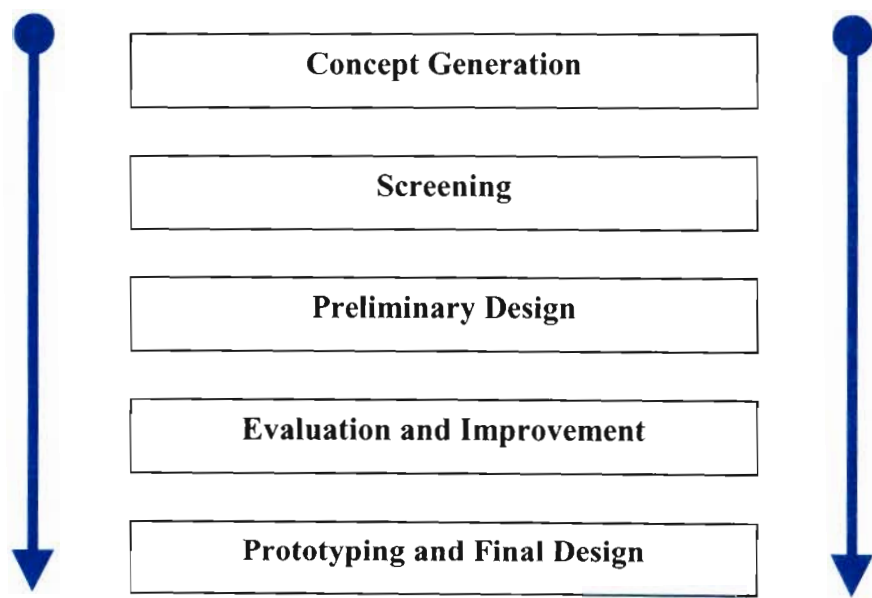 Concept Generation
Screening
Preliminary Design
Evaluation and Improvement
Prototyping and Final Design